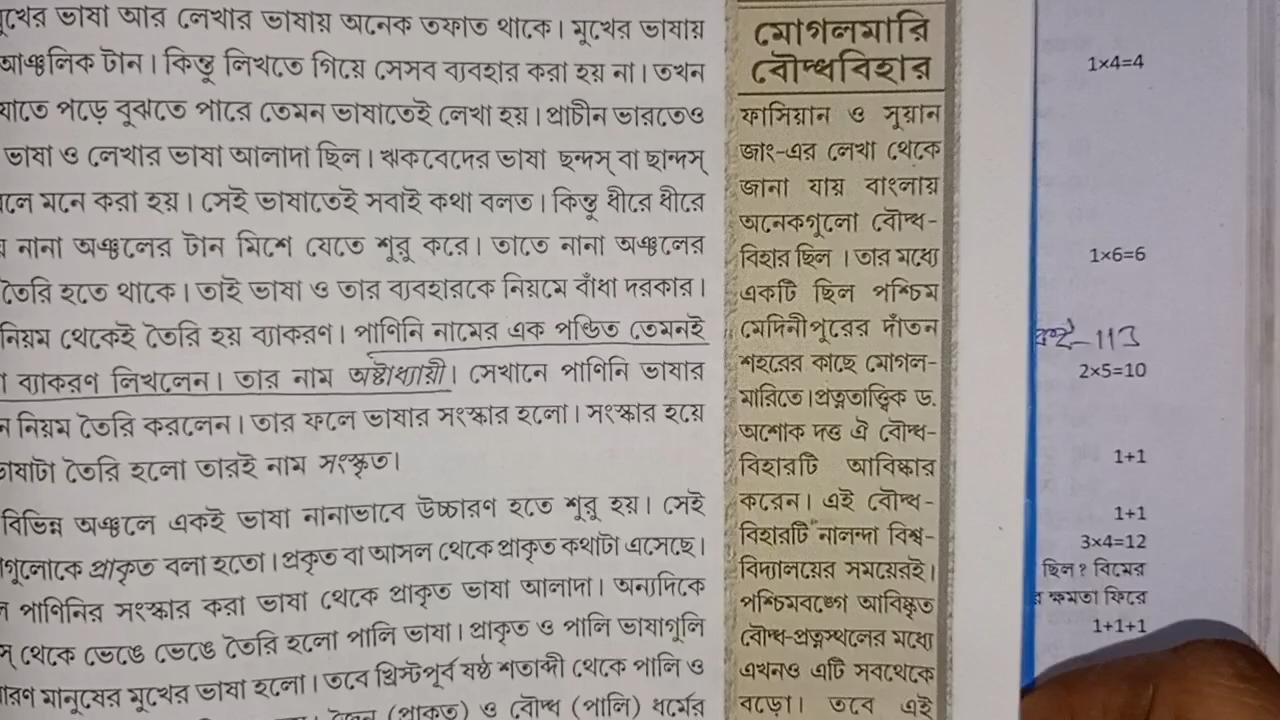 মুখের ভাষা আর লেখার ভাষায় অনেক তফাত থাকে। মুখের ভাষায়
আঞ্চলিক টান। কিন্তু লিখতে গিয়ে সেসব ব্যবহার করা হয় না। তখন
যাতে পড়ে বুঝতে পারে তেমন ভাষাতেই লেখা হয়। প্রাচীন ভারতেও
ভাষা ও লেখার ভাষা আলাদা ছিল। ঋকবেদের ভাষা ছন্দস্ বা ছান্দস্
বলে মনে করা হয়। সেই ভাষাতেই সবাই কথা বলত। কিন্তু ধীরে ধীরে
নানা অঞ্চলের টান মিশে যেতে শুরু করে। তাতে নানা অঞ্চলের
তৈরি হতে থাকে। তাই ভাষা ও তার ব্যবহারকে নিয়মে বাঁধা দরকার।
নিয়ম থেকেই তৈরি হয় ব্যাকরণ। পাণিনি নামের এক পণ্ডিত তেমনই
ব্যাকরণ লিখলেন। তার নাম অষ্টাধ্যায়ী। সেখানে পাণিনি ভাষার
নিয়ম তৈরি করলেন। তার ফলে ভাষার সংস্কার হলো। সংস্কার হয়ে
ভাষাটা তৈরি হলো তারই নাম সংস্কৃত।
বিভিন্ন অঞ্চলে একই ভাষা নানাভাবে উচ্চারণ হতে শুরু হয়। সেই
গুলোকে প্রাকৃত বলা হতো। প্রকৃত বা আসল থেকে প্রাকৃত কথাটা এসেছে।
পাণিনির সংস্কার করা ভাষা থেকে প্রাকৃত ভাষা আলাদা। অন্যদিকে
থেকে ভেঙে ভেঙে তৈরি হলো পালি ভাষা। প্রাকৃত ও পালি ভাষাগুলি
মানুষের মুখের ভাষা হলো। তবে খ্রিস্টপূর্ব ষষ্ঠ শতাব্দী থেকে পালি ও
জৈন (প্রাকৃত) ও বৌদ্ধ (পালি) ধর্মের
মোগলমারি
বৌদ্ধবিহার
ফাসিয়ান ও সুয়ান
জাং-এর লেখা থেকে
জানা যায় বাংলায়
অনেকগুলো বৌদ্ধ-
বিহার ছিল। তার মধ্যে
একটি ছিল পশ্চিম
মেদিনীপুরের দাঁতন
শহরের কাছে মোগল-
মারিতে। প্রত্নতাত্ত্বিক ড.
অশোক দত্ত ঐ বৌদ্ধ-
বিহারটি আবিষ্কার
করেন। এই বৌদ্ধ-
বিহারটি নালন্দা বিশ্ব-
বিদ্যালয়ের সময়েরই।
পশ্চিমবঙ্গে আবিষ্কৃত
বৌদ্ধ-প্রত্নস্থলের মধ্যে
এখনও এটি সবথেকে
বড়ো। তবে এই
1×4=4
1×6=6
113
2×5=10
1+1
1+1
3×4=12
ছিল? বিমের
ক্ষমতা ফিরে
1+1+1